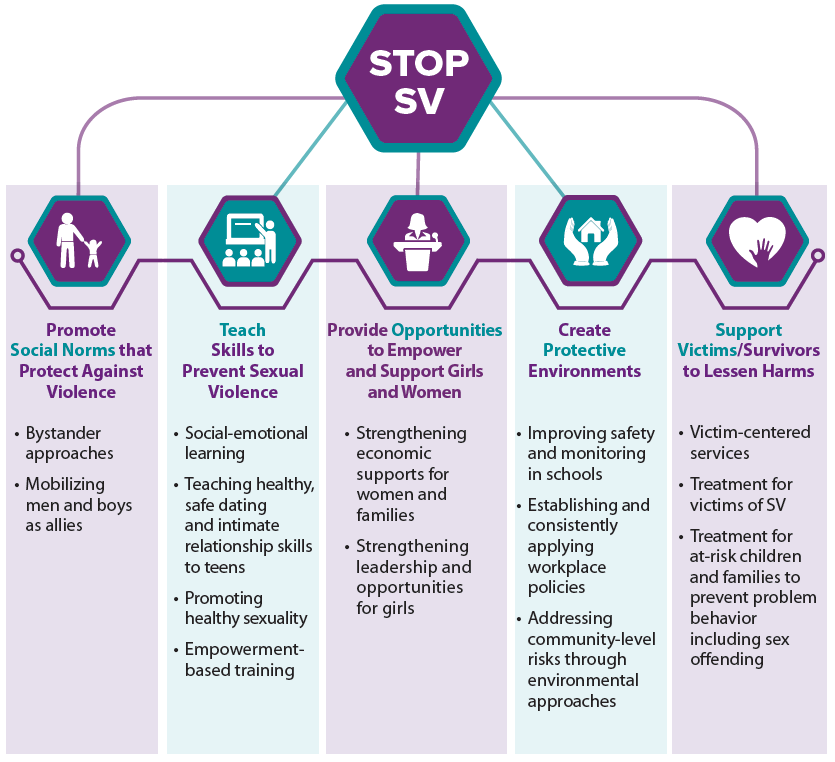 STOP
SV
Promote
Social Norms that
Protect Against
Violence
• Bystander
approaches
• Mobilizing
men and boys
as allies
Teach
Skills to
Prevent Sexual
Violence
• Social-emotional
learning
• Teaching healthy,
safe dating
and intimate
relationship skills
to teens
• Promoting
healthy sexuality
• Empowerment-
based training
Provide Opportunities
to Empower
and Support Girls
and Women
• Strengthening
economic
supports for
women and
families
• Strengthening
leadership and
opportunities
for girls
Create
Protective
Environments
• Improving safety
and monitoring
in schools
• Establishing and
consistently
applying
workplace
policies
• Addressing
community-level
risks through
environmental
approaches
Support
Victims/Survivors
to Lessen Harms
• Victim-centered
services
• Treatment for
victims of SV
• Treatment for
at-risk children
and families to
prevent problem
behavior
including sex
offending